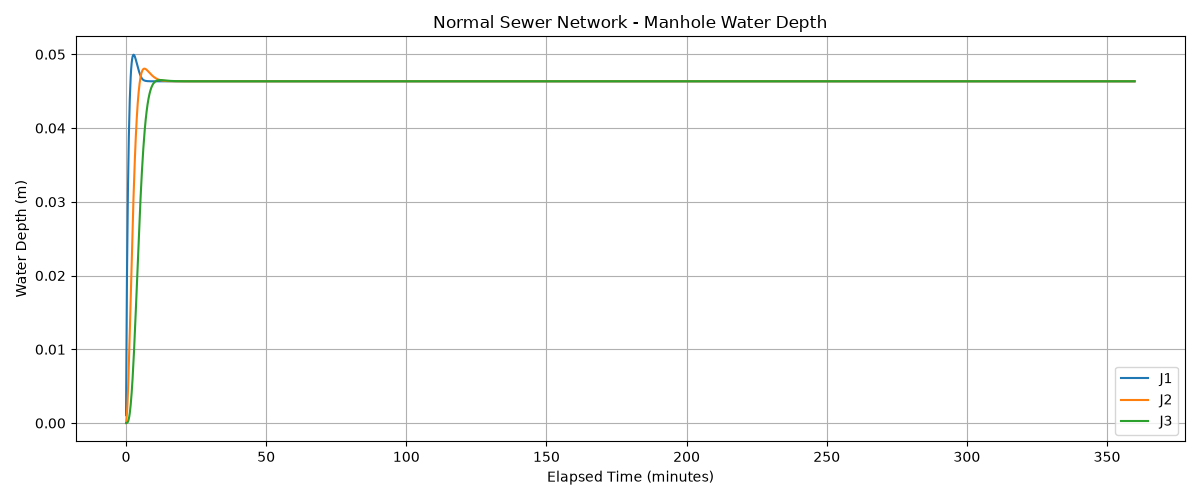 Normal Sewer Network - Manhole Water Depth
Water Depth (m)
0.05
0.04
0.03
0.02
0.01
0.00
0 50 100 150 200 250 300 350
Elapsed Time (minutes)
J1
J2
J3